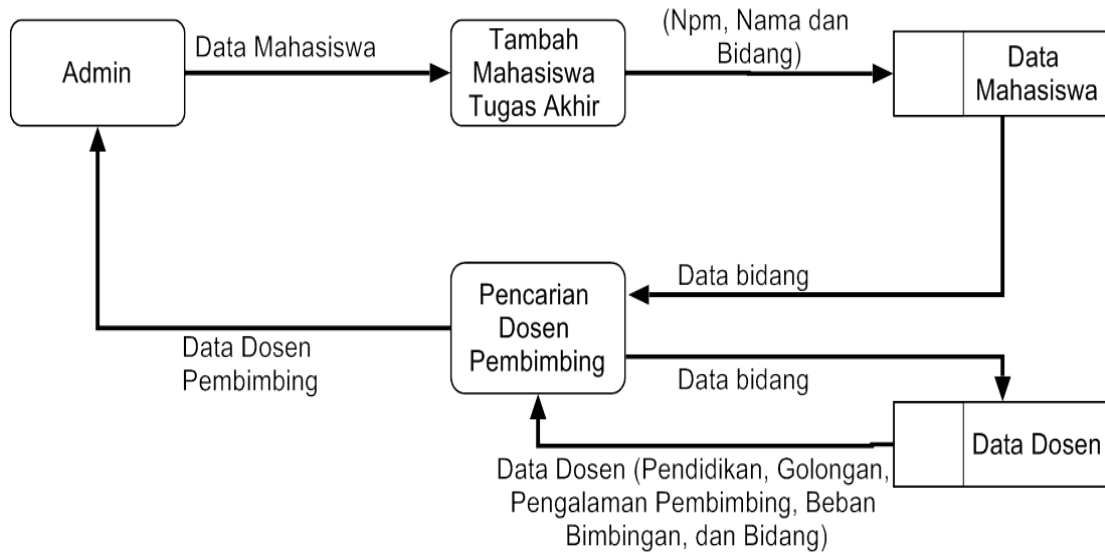 Admin
Data Mahasiswa
Tambah
Mahasiswa
Tugas Akhir
(Npm, Nama dan
Bidang)
Data
Mahasiswa
Data bidang
Pencarian
Dosen
Pembimbing
Data Dosen
Pembimbing
Data bidang
Data Dosen
Data Dosen (Pendidikan, Golongan,
Pengalaman Pembimbing, Beban
Bimbingan, dan Bidang)